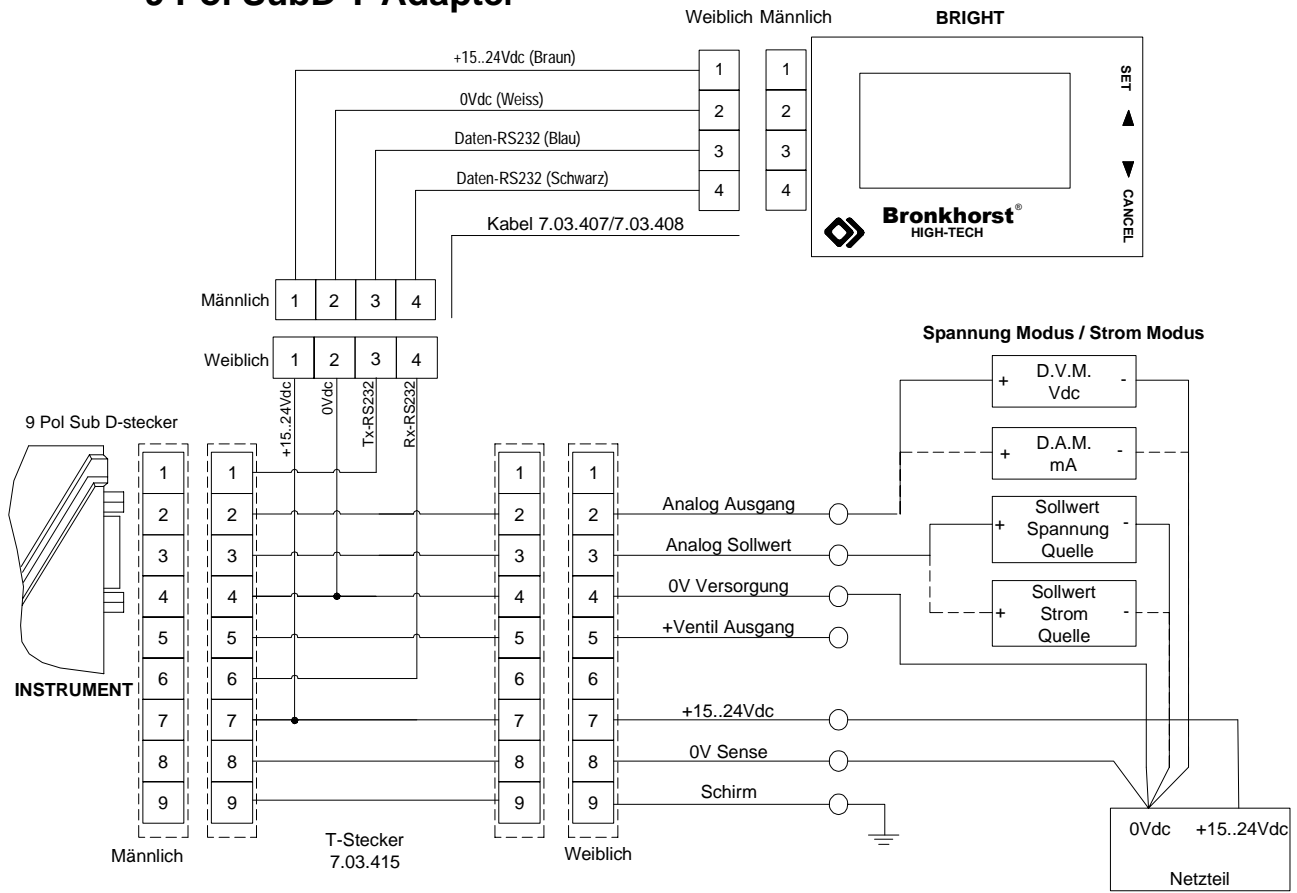 9 Pol SubD T-Adapter
Weiblich Männlich
BRIGHT
+15..24Vdc (Braun)
0Vdc (Weiss)
Daten-RS232 (Blau)
Daten-RS232 (Schwarz)
Kabel 7.03.407/7.03.408
1
2
3
4
1
2
3
4
SET
CANCEL
Bronkhorst®
HIGH-TECH
Männlich 1 2 3 4
Weiblich 1 2 3 4
+15..24Vdc
0Vdc
Tx-RS232
Rx-RS232
9 Pol Sub D-stecker
INSTRUMENT
1
2
3
4
5
6
7
8
9
Männlich
1
2
3
4
5
6
7
8
9
T-Stecker
7.03.415
1
2
3
4
5
6
7
8
9
1
2
3
4
5
6
7
8
9
Weiblich
Analog Ausgang
Analog Sollwert
0V Versorgung
+Ventil Ausgang
+15..24Vdc
0V Sense
Schirm
Spannung Modus / Strom Modus
+ D.V.M. -
Vdc
+ D.A.M. -
mA
Sollwert
+ Spannung -
Quelle
Sollwert
+ Strom -
Quelle
0Vdc +15..24Vdc
Netzteil